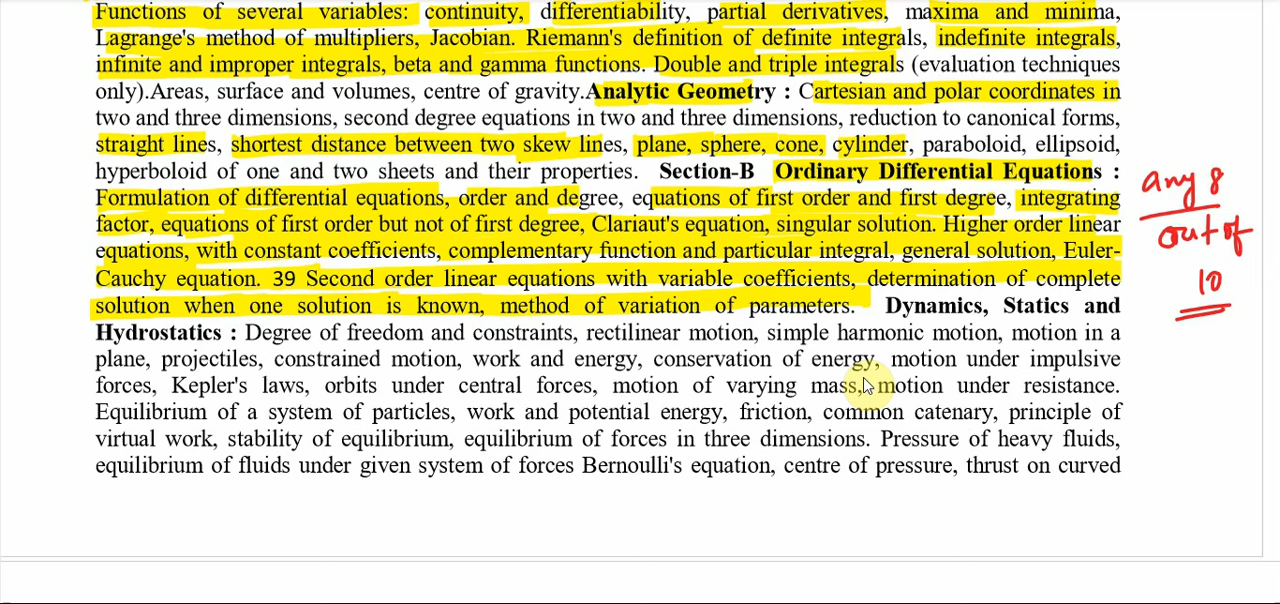 Functions of several variables: continuity, differentiability, partial derivatives, maxima and minima,
Lagrange's method of multipliers, Jacobian. Riemann's definition of definite integrals, indefinite integrals,
infinite and improper integrals, beta and gamma functions. Double and triple integrals (evaluation techniques
only).Areas, surface and volumes, centre of gravity.Analytic Geometry : Cartesian and polar coordinates in
two and three dimensions, second degree equations in two and three dimensions, reduction to canonical forms,
straight lines, shortest distance between two skew lines, plane, sphere, cone, cylinder, paraboloid, ellipsoid,
hyperboloid of one and two sheets and their properties. Section-B Ordinary Differential Equations :
Formulation of differential equations, order and degree, equations of first order and first degree, integrating
factor, equations of first order but not of first degree, Clariaut's equation, singular solution. Higher order linear
equations, with constant coefficients, complementary function and particular integral, general solution, Euler-
Cauchy equation. 39 Second order linear equations with variable coefficients, determination of complete
solution when one solution is known, method of variation of parameters. Dynamics, Statics and
Hydrostatics : Degree of freedom and constraints, rectilinear motion, simple harmonic motion, motion in a
plane, projectiles, constrained motion, work and energy, conservation of energy, motion under impulsive
forces, Kepler's laws, orbits under central forces, motion of varying mass, motion under resistance.
Equilibrium of a system of particles, work and potential energy, friction, common catenary, principle of
virtual work, stability of equilibrium, equilibrium of forces in three dimensions. Pressure of heavy fluids,
equilibrium of fluids under given system of forces Bernoulli's equation, centre of pressure, thrust on curved
any 8
out of
10